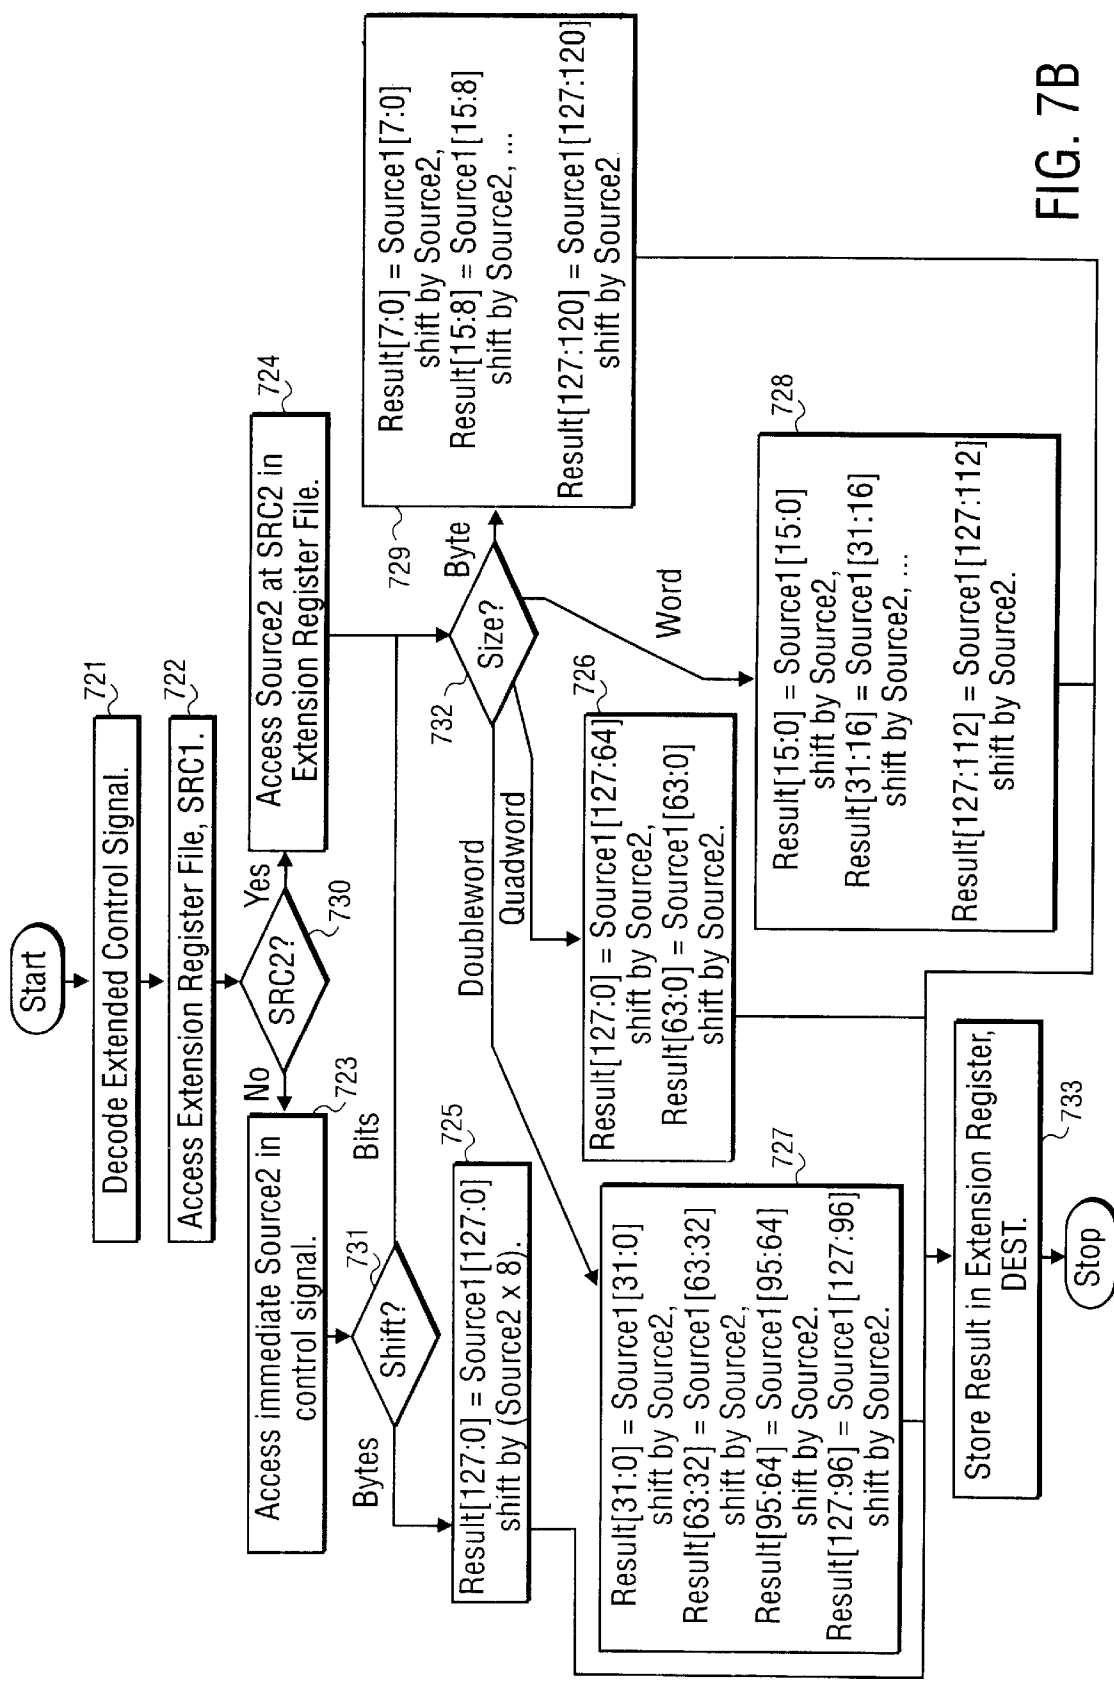 Start
Decode Extended Control Signal.
721
Access Extension Register File, SRC1.
722
No
SRC2?
Yes
730
Access immediate Source2 in
control signal.
723
Access Source2 at SRC2 in
Extension Register File.
724
Bytes
Shift?
731
Bits
732
Size?
Byte
Result[127:0] = Source1[127:0]
shift by (Source2 x 8).
725
Doubleword
Quadword
Word
729
Result[7:0] = Source1[7:0]
shift by Source2,
Result[15:8] = Source1[15:8]
shift by Source2, ...
Result[127:120] = Source1[127:120]
shift by Source2
Result[127:0] = Source1[127:64]
shift by Source2,
Result[63:0] = Source1[63:0]
shift by Source2.
726
Result[31:0] = Source1[31:0]
shift by Source2,
Result[63:32] = Source1[63:32]
shift by Source2,
Result[95:64] = Source1[95:64]
shift by Source2.
Result[127:96] = Source1[127:96]
shift by Source2.
727
Result[15:0] = Source1[15:0]
shift by Source2,
Result[31:16] = Source1[31:16]
shift by Source2, ...
Result[127:112] = Source1[127:112]
shift by Source2.
728
Store Result in Extension Register,
DEST.
733
Stop
FIG. 7B